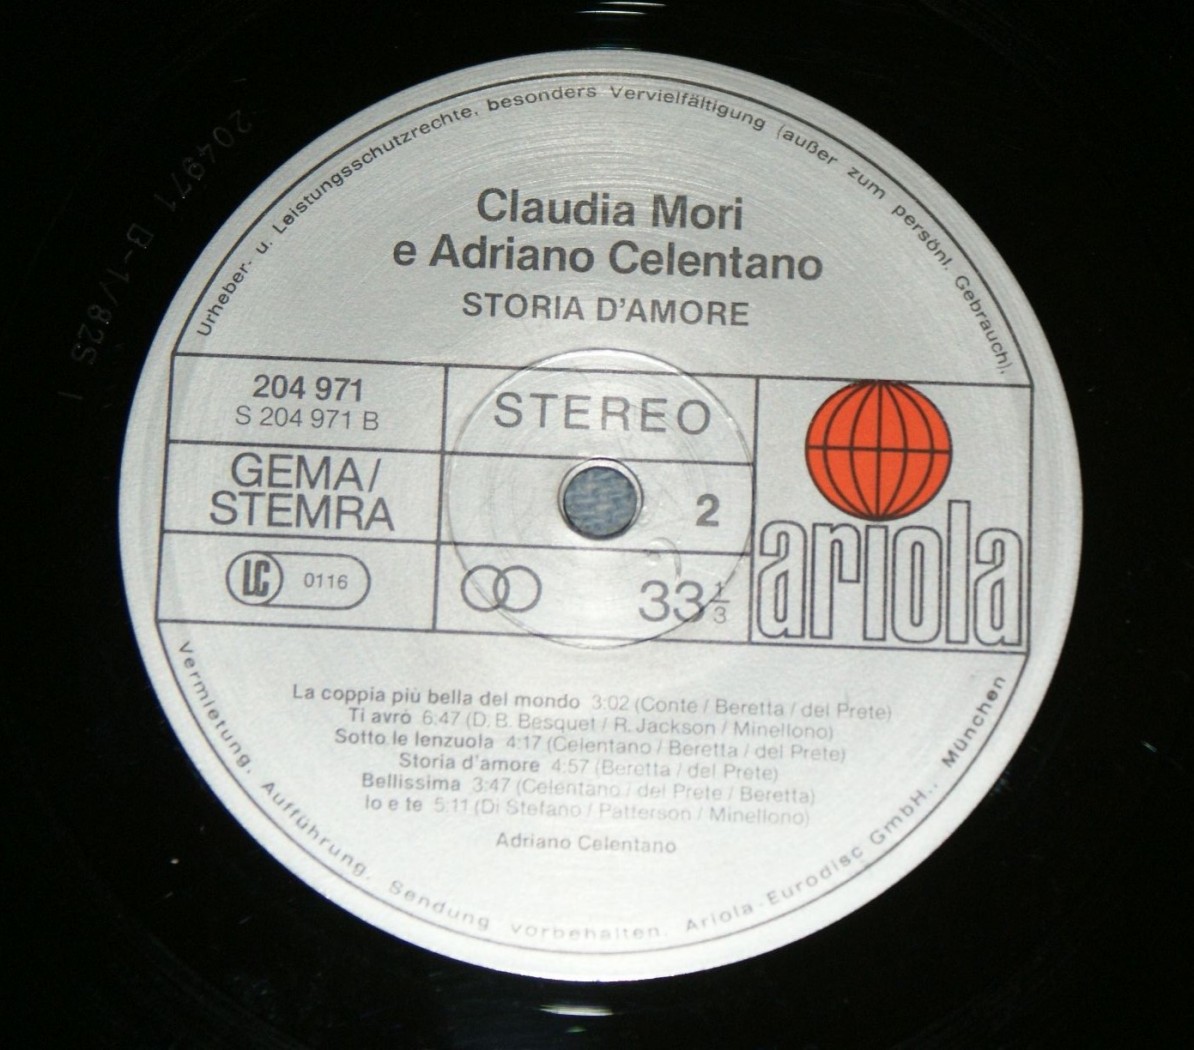 Urheber- u. Leistungsschutzrechte, besonders Vervielfältigung (außer zum persönl. Gebrauch),
Claudia Mori
e Adriano Celentano
STORIA D'AMORE
204 971
S 204 971 B
STEREO
GEMA/
STEMRA
2
LC 0116
33 1/3
ariola
La coppia più bella del mondo 3:02 (Conte / Beretta / del Prete)
Ti avrò 6:47 (D. B. Besquet / R. Jackson / Minellono)
Sotto le lenzuola 4:17 (Celentano / Beretta / del Prete)
Storia d'amore 4:57 (Beretta / del Prete)
Bellissima 3:47 (Celentano / del Prete / Beretta)
Io e te 5:11 (Di Stefano / Patterson / Minellono)
Adriano Celentano
Vermietung, Aufführung, Sendung vorbehalten. Ariola-Eurodisc GmbH., München
204971 B-1/82S